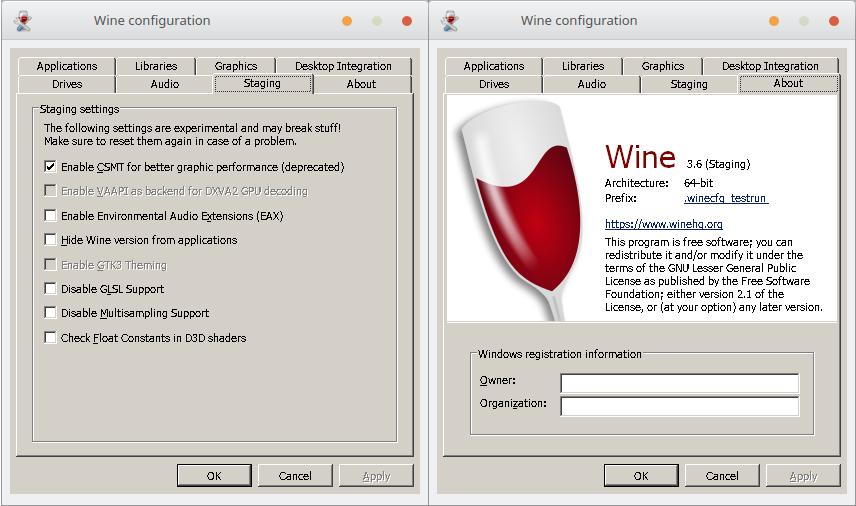 Wine configuration
Applications Libraries Graphics Desktop Integration
Drives Audio Staging About
Staging settings
The following settings are experimental and may break stuff!
Make sure to reset them again in case of a problem.
Enable CSMT for better graphic performance (deprecated)
Enable VAAPI as backend for DXVA2 GPU decoding
Enable Environmental Audio Extensions (EAX)
Hide Wine version from applications
Enable GTK3 Theming
Disable GLSL Support
Disable Multisampling Support
Check Float Constants in D3D shaders
OK Cancel Apply
Wine configuration
Applications Libraries Graphics Desktop Integration
Drives Audio Staging About
Wine 3.6 (Staging)
Architecture: 64-bit
Prefix: .winecfg_testrun
https://www.winehq.org
This program is free software; you can
redistribute it and/or modify it under the
terms of the GNU Lesser General Public
License as published by the Free Software
Foundation; either version 2.1 of the
License, or (at your option) any later version.
Windows registration information
Owner:
Organization:
OK Cancel Apply